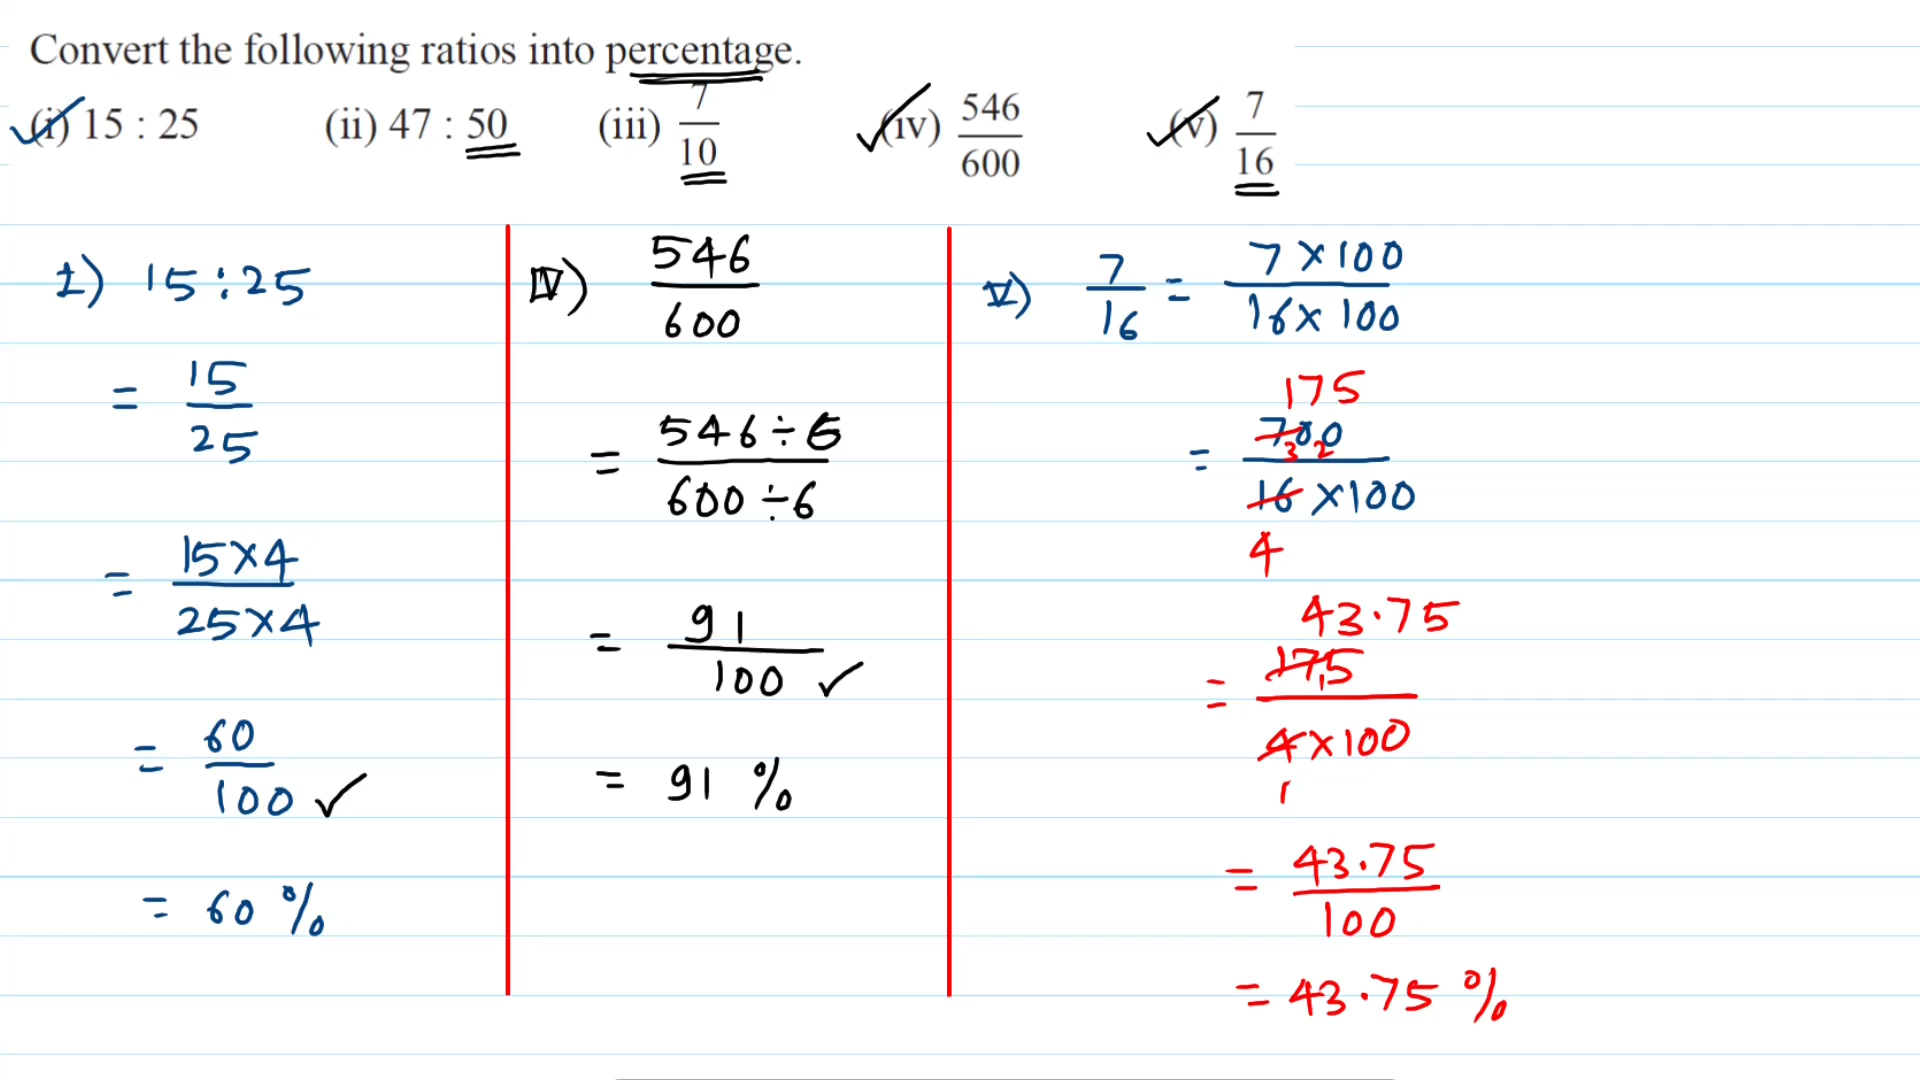 Convert the following ratios into percentage.
(i) 15 : 25 (ii) 47 : 50 (iii) 7/10 (iv) 546/600 (v) 7/16
I) 15:25
= 15/25
= 15×4/25×4
= 60/100 ✓
= 60 %
IV) 546/600
= 546÷6/600÷6
= 91/100 ✓
= 91 %
V) 7/16 = 7×100/16×100
175
= 700/16×100
3 2
4
43.75
= 175/4×100
1
= 43.75/100
= 43.75 %